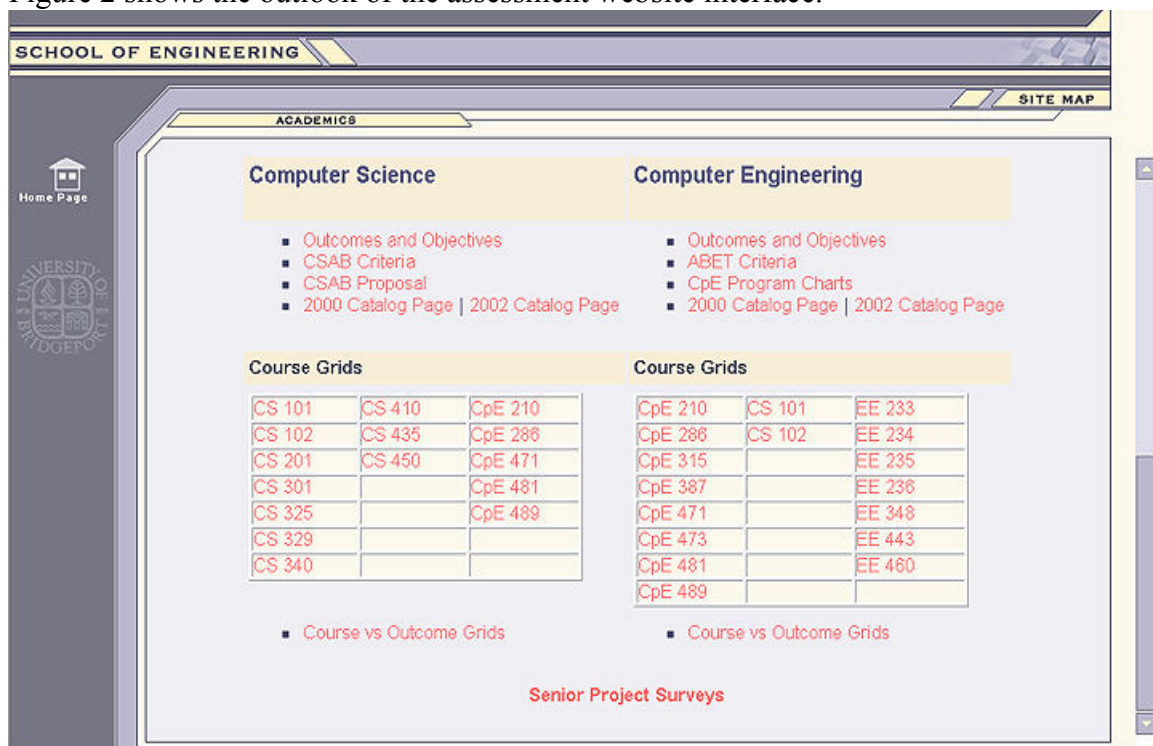 Figure 2 shows the outlook of the assessment website interface.
SCHOOL OF ENGINEERING
SITE MAP
ACADEMICS
Home Page
UNIVERSITY OF BRIDGEPORT
Computer Science
Outcomes and Objectives
CSAB Criteria
CSAB Proposal
2000 Catalog Page | 2002 Catalog Page
Computer Engineering
Outcomes and Objectives
ABET Criteria
CpE Program Charts
2000 Catalog Page | 2002 Catalog Page
Course Grids
CS 101 CS 410 CpE 210
CS 102 CS 435 CpE 286
CS 201 CS 450 CpE 471
CS 301 CpE 481
CS 325 CpE 489
CS 329
CS 340
Course vs Outcome Grids
Course Grids
CpE 210 CS 101 EE 233
CpE 286 CS 102 EE 234
CpE 315 EE 235
CpE 387 EE 236
CpE 471 EE 348
CpE 473 EE 443
CpE 481 EE 460
CpE 489
Course vs Outcome Grids
Senior Project Surveys